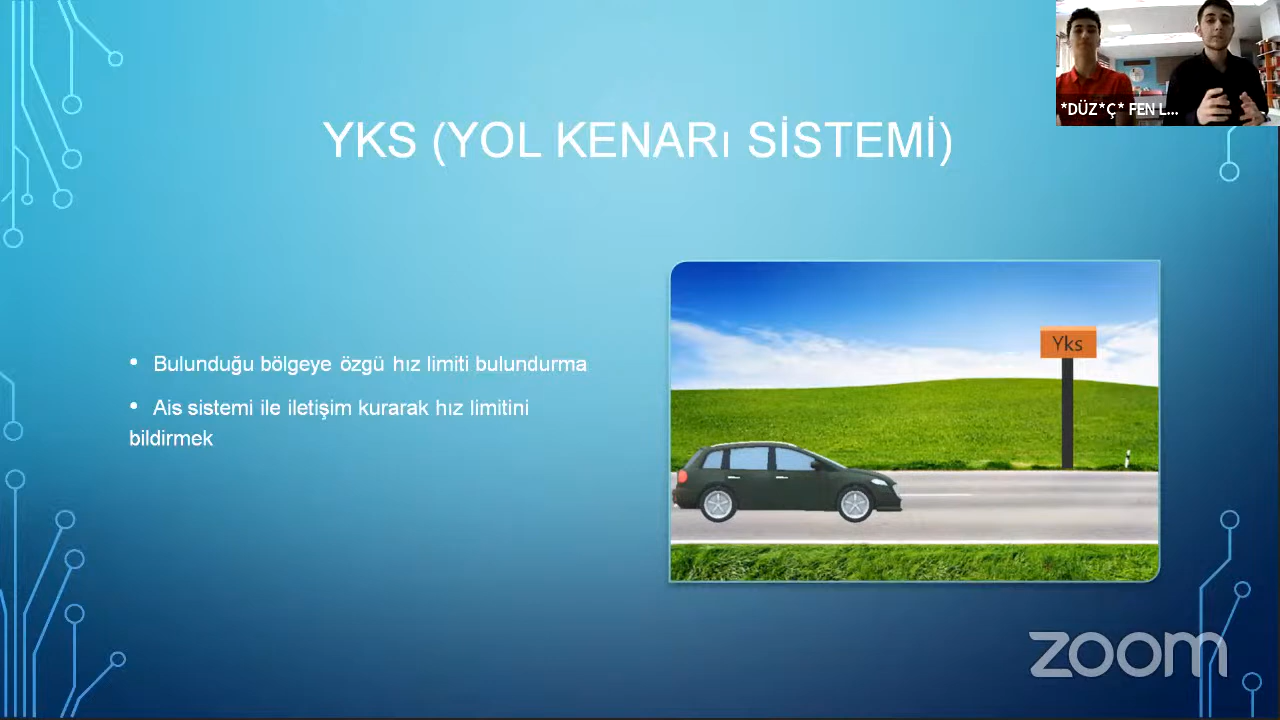 *DÜZ*Ç* FEN L...
YKS (YOL KENARı SİSTEMİ)
• Bulunduğu bölgeye özgü hız limiti bulundurma
• Ais sistemi ile iletişim kurarak hız limitini
bildirmek
Yks
zoom